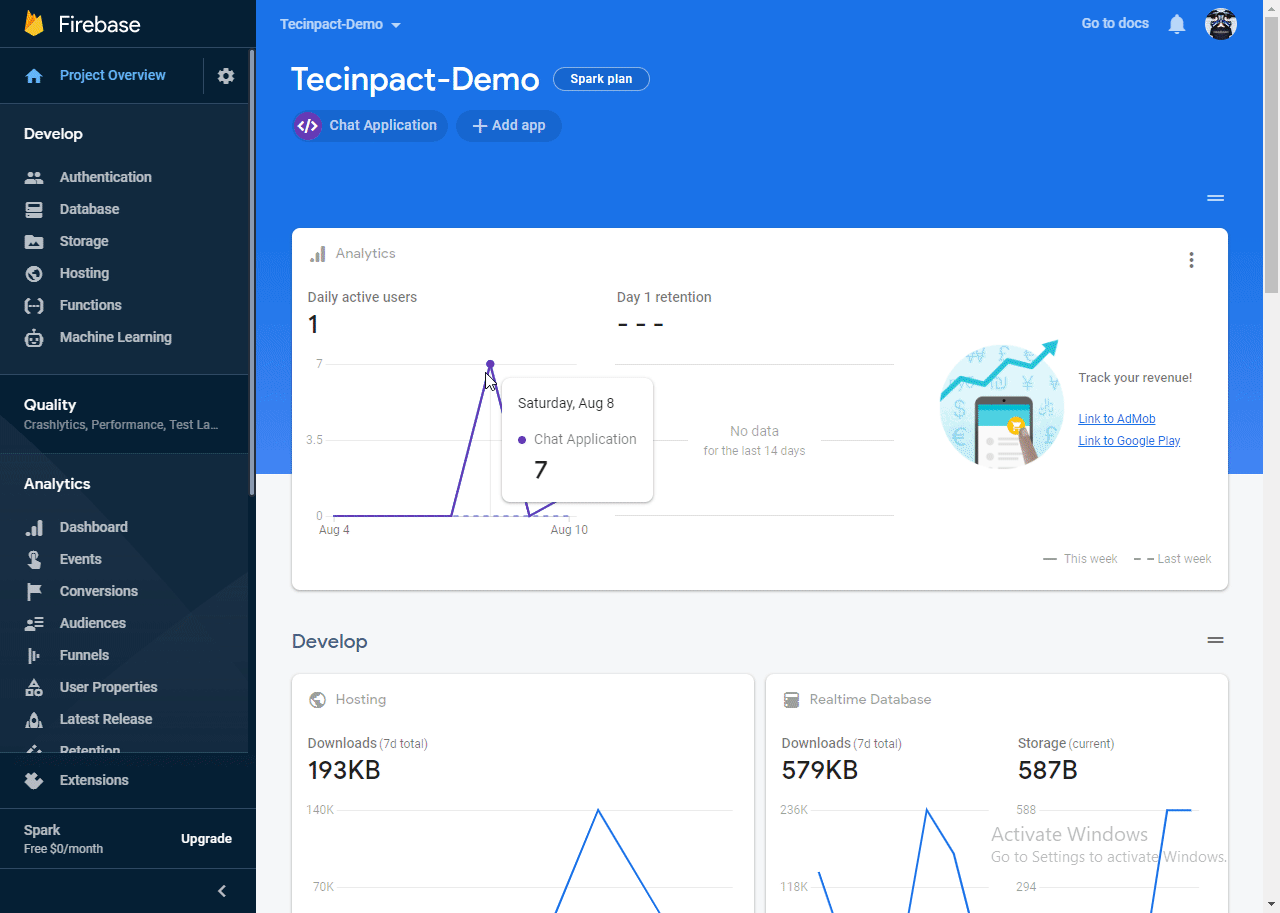 Firebase
Project Overview
Develop
Authentication
Database
Storage
Hosting
Functions
Machine Learning
Quality
Crashlytics, Performance, Test La...
Analytics
Dashboard
Events
Conversions
Audiences
Funnels
User Properties
Latest Release
Retention
Extensions
Spark
Free $0/month
Upgrade
Tecinpact-Demo
Go to docs
Tecinpact-Demo
Spark plan
Chat Application
Add app
Analytics
Daily active users
1
Day 1 retention
- - -
7
3.5
0
Aug 4
Aug 10
Saturday, Aug 8
Chat Application
7
No data
for the last 14 days
Track your revenue!
Link to AdMob
Link to Google Play
This week
Last week
Develop
Hosting
Downloads (7d total)
193KB
140K
70K
Realtime Database
Downloads (7d total)
579KB
236K
118K
Storage (current)
587B
588
294
Activate Windows
Go to Settings to activate Windows.